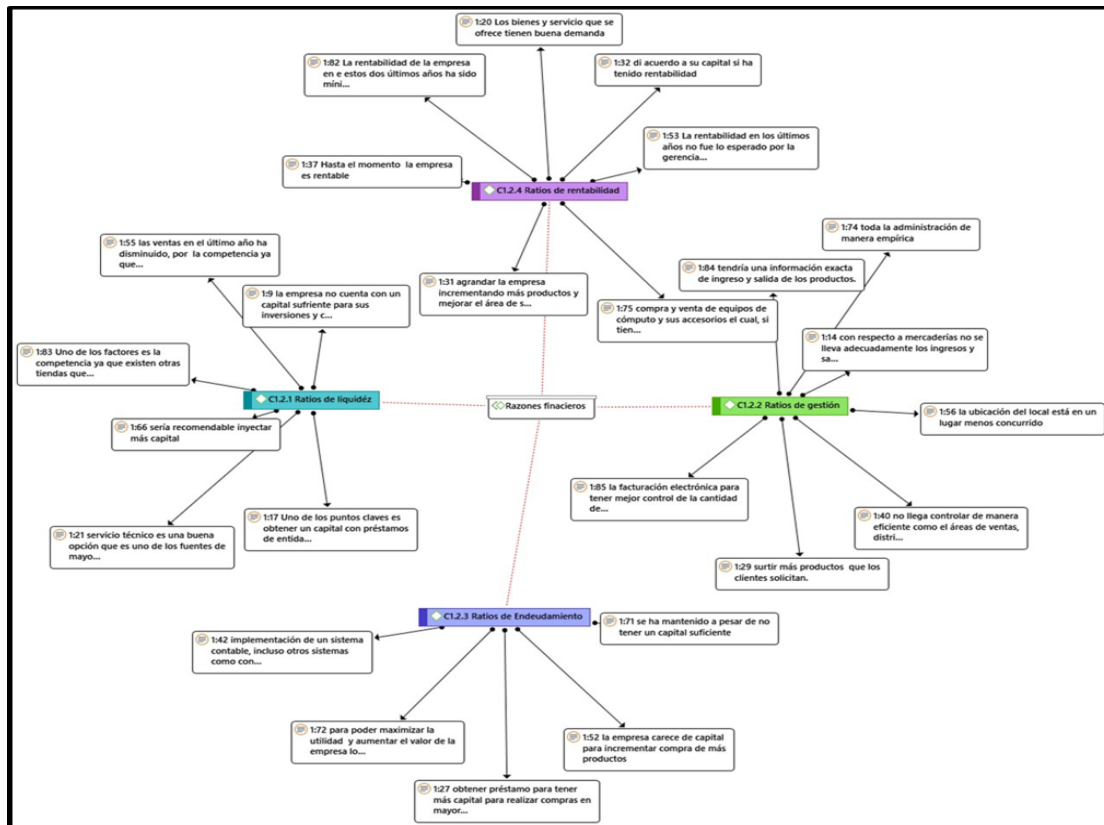 1:20 Los bienes y servicio que se
ofrece tienen buena demanda
1:82 La rentabilidad de la empresa
en e estos dos últimos años ha sido
míni...
1:32 di acuerdo a su capital si ha
tenido rentabilidad
1:53 La rentabilidad en los últimos
años no fue lo esperado por la
gerencia...
1:37 Hasta el momento la empresa
es rentable
C1.2.4 Ratios de rentabilidad
1:74 toda la administración de
manera empírica
1:55 las ventas en el último año ha
disminuido, por la competencia ya
que...
1:84 tendría una información exacta
de ingreso y salida de los productos.
1:31 agrandar la empresa
incrementando más productos y
mejorar el área de s...
1:9 la empresa no cuenta con un
capital sufriente para sus
inversiones y c...
1:75 compra y venta de equipos de
cómputo y sus accesorios el cual, si
tien...
1:14 con respecto a mercaderías no se
lleva adecuadamente los ingresos y
sa...
1:83 Uno de los factores es la
competencia ya que existen otras
tiendas que...
C1.2.1 Ratios de liquidéz
Razones finacieros
C1.2.2 Ratios de gestión
1:56 la ubicación del local está en un
lugar menos concurrido
1:66 sería recomendable inyectar
más capital
1:85 la facturación electrónica para
tener mejor control de la cantidad
de...
1:17 Uno de los puntos claves es
obtener un capital con préstamos
de entida...
1:40 no llega controlar de manera
eficiente como el áreas de ventas,
distri...
1:21 servicio técnico es una buena
opción que es uno de los fuentes de
mayo...
1:29 surtir más productos que los
clientes solicitan.
C1.2.3 Ratios de Endeudamiento
1:71 se ha mantenido a pesar de no
tener un capital suficiente
1:42 implementación de un sistema
contable, incluso otros sistemas
como con...
1:72 para poder maximizar la
utilidad y aumentar el valor de la
empresa lo...
1:52 la empresa carece de capital
para incrementar compra de más
productos
1:27 obtener préstamo para tener
más capital para realizar compras en
mayor...